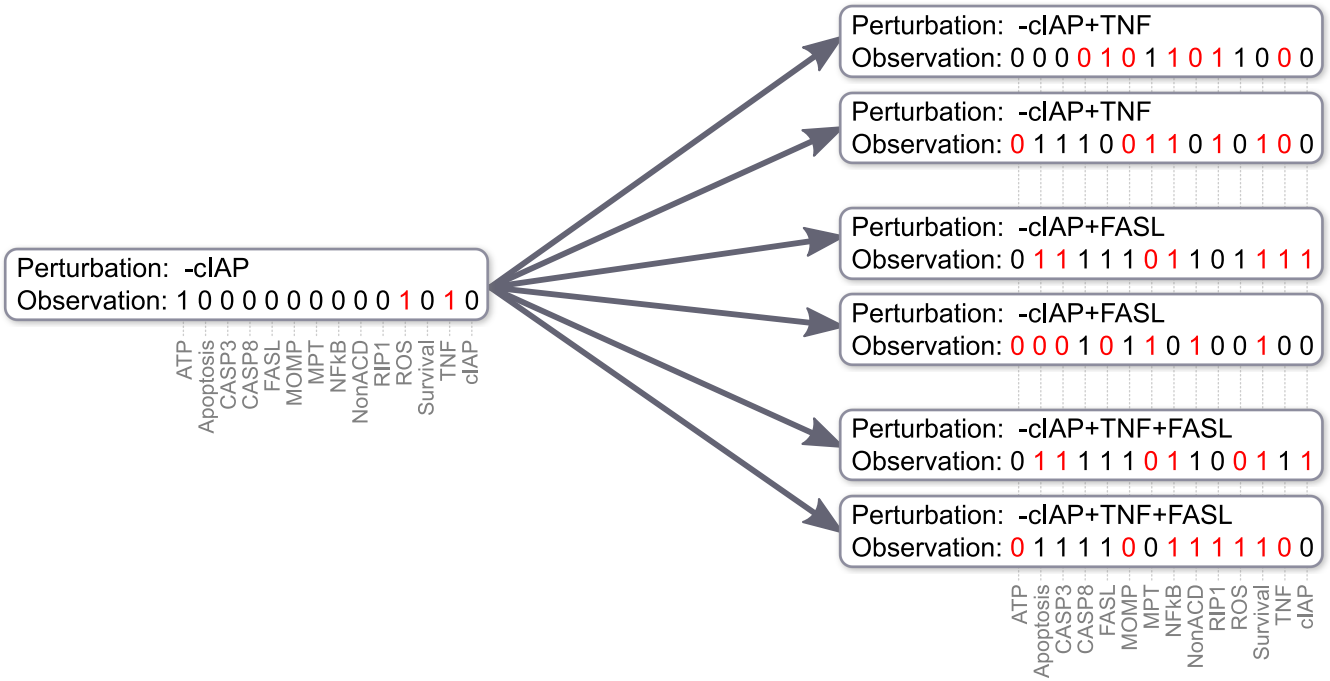 Perturbation: -cIAP+TNF
Observation: 0 0 0 0 1 0 1 1 0 1 1 0 0 0
Perturbation: -cIAP+TNF
Observation: 0 1 1 1 0 0 1 1 0 1 0 1 0 0
Perturbation: -cIAP+FASL
Observation: 0 1 1 1 1 1 0 1 1 0 1 1 1 1
Perturbation: -cIAP
Observation: 1 0 0 0 0 0 0 0 0 0 1 0 1 0
Perturbation: -cIAP+FASL
Observation: 0 0 0 1 0 1 1 0 1 0 0 1 0 0
ATP
Apoptosis
CASP3
CASP8
FASL
MOMP
MPT
NFkB
NonACD
RIP1
ROS
Survival
TNF
cIAP
Perturbation: -cIAP+TNF+FASL
Observation: 0 1 1 1 1 1 0 1 1 0 0 1 1 1
Perturbation: -cIAP+TNF+FASL
Observation: 0 1 1 1 1 0 0 1 1 1 1 1 0 0
ATP
Apoptosis
CASP3
CASP8
FASL
MOMP
MPT
NFkB
NonACD
RIP1
ROS
Survival
TNF
cIAP